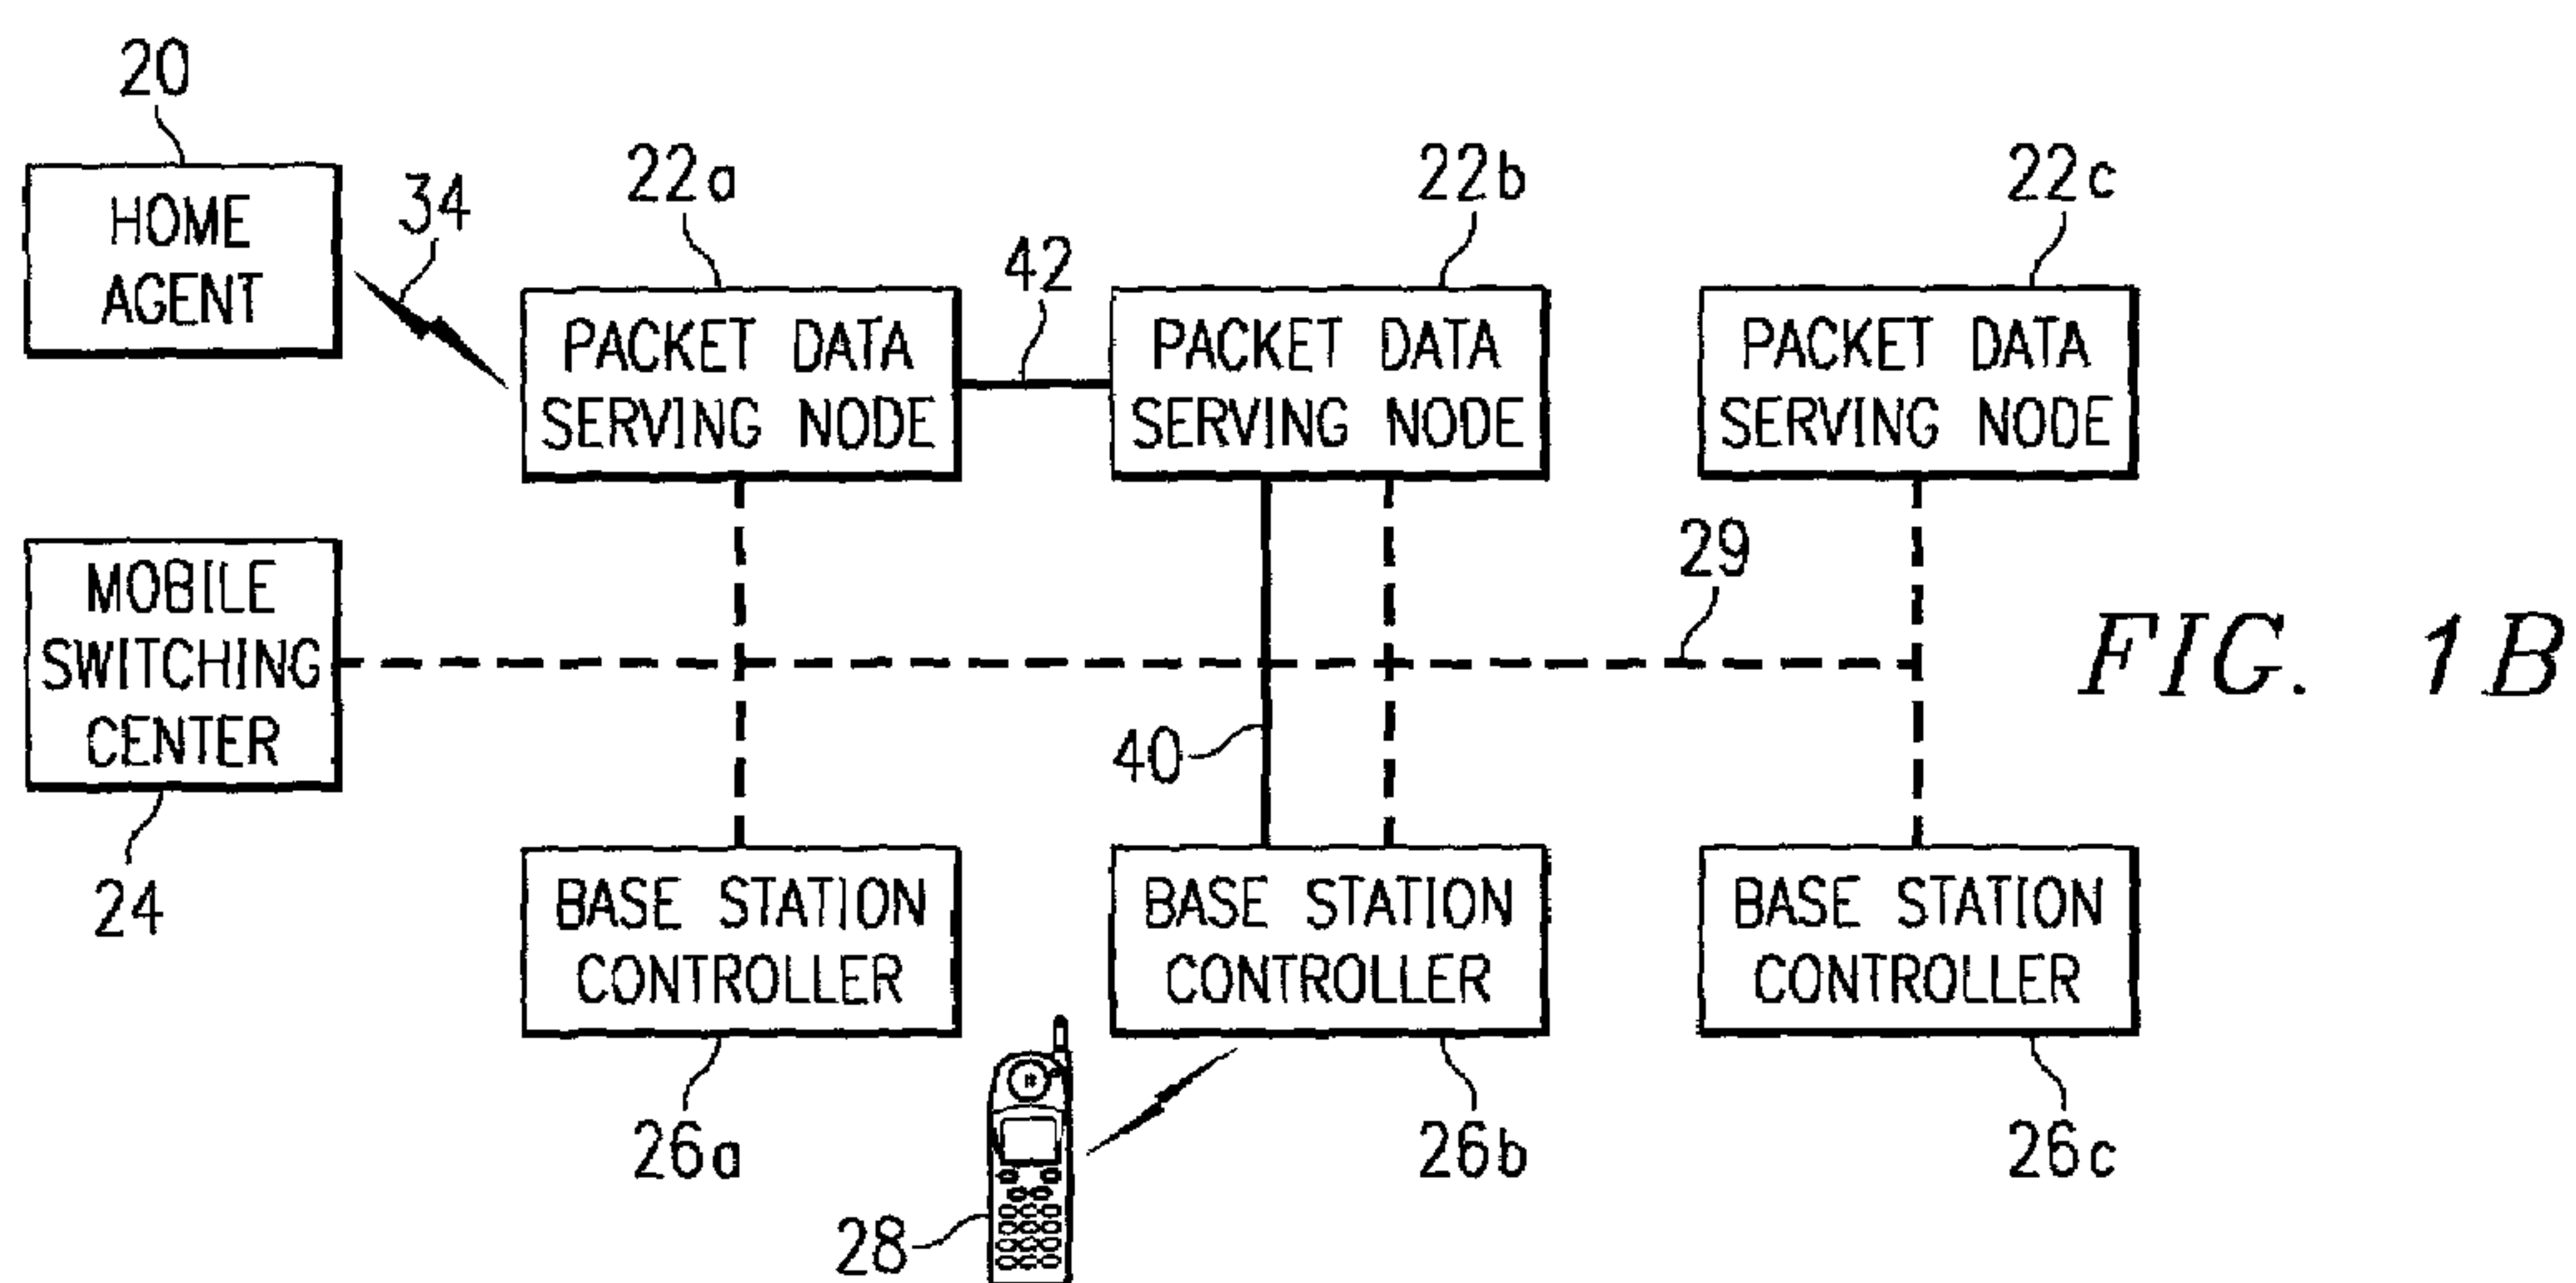 20
HOME
AGENT
34
22a
PACKET DATA
SERVING NODE
42
22b
PACKET DATA
SERVING NODE
22c
PACKET DATA
SERVING NODE
MOBILE
SWITCHING
CENTER
24
29
40
FIG. 1B
BASE STATION
CONTROLLER
26a
BASE STATION
CONTROLLER
26b
BASE STATION
CONTROLLER
26c
28